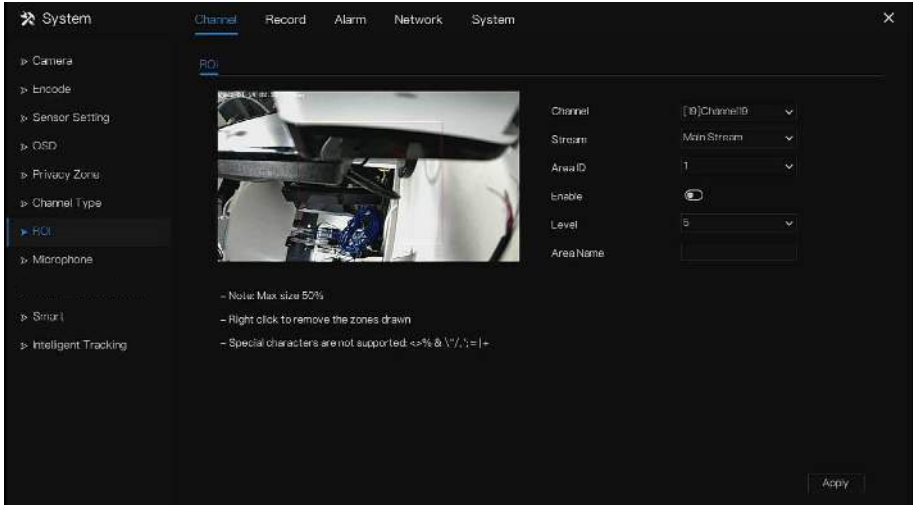 System
Channel Record Alarm Network System
Camera
Encode
Sensor Setting
OSD
Privacy Zone
Channel Type
ROI
Microphone
Smart
Intelligent Tracking
ROI
Channel [19]Channel19
Stream Main Stream
Area ID 1
Enable
Level 5
Area Name
– Note: Max size 50%
– Right click to remove the zones drawn
– Special characters are not supported: <>% & \"/,';=|+
Apply